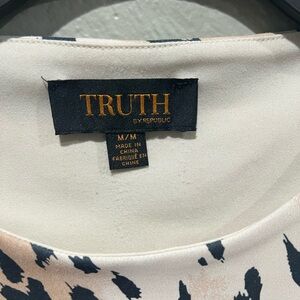 TRUTH
BY REPUBLIC
M/M
MADE IN
CHINA
FABRIQUÉ EN
CHINE